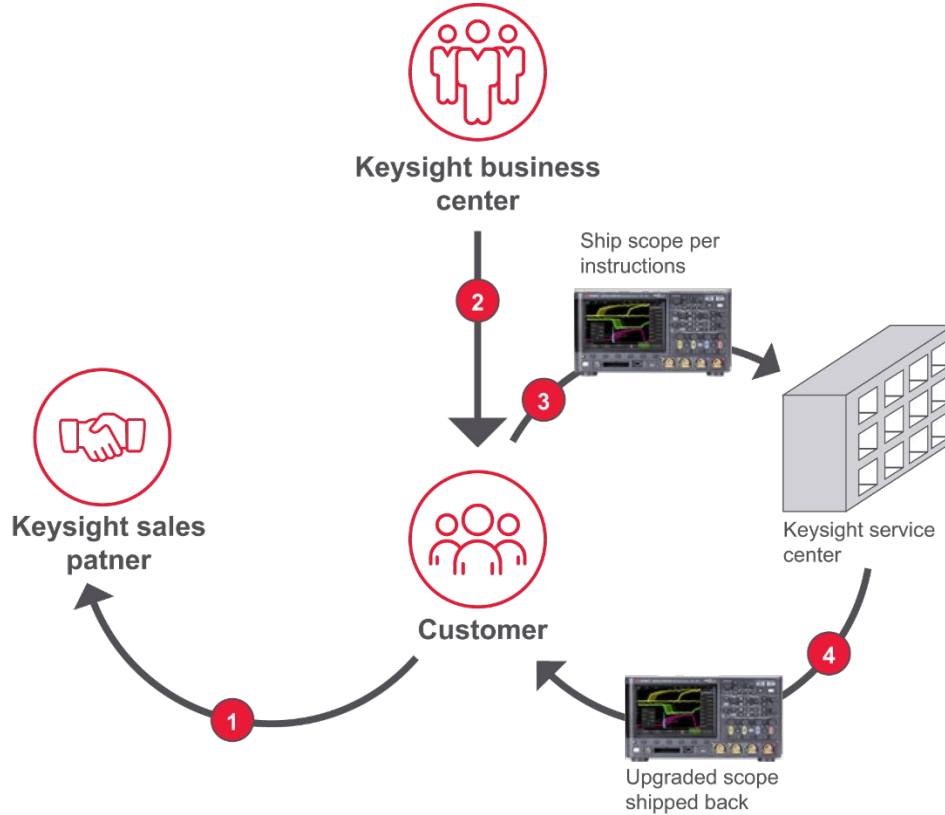 Keysight business
center
Ship scope per
instructions
2
3
Keysight sales
patner
Keysight service
center
Customer
4
1
Upgraded scope
shipped back